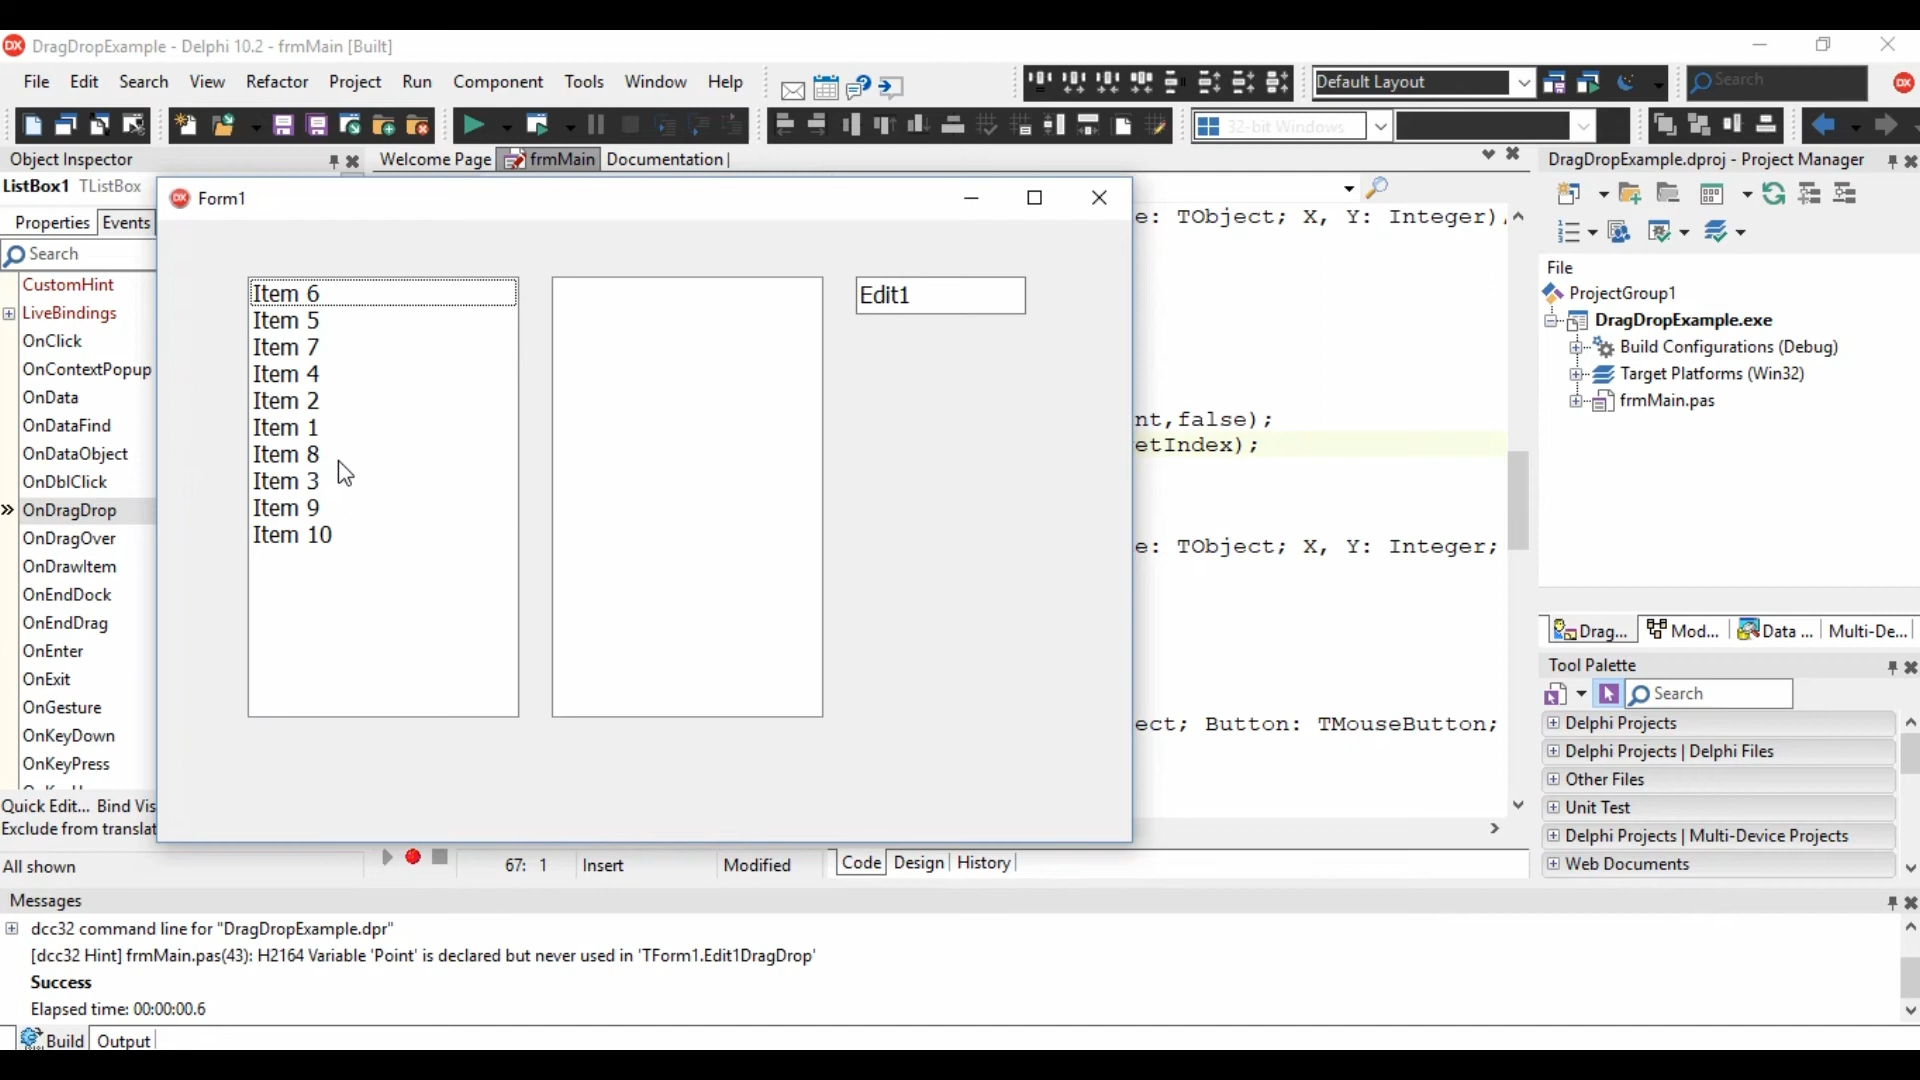 DragDropExample - Delphi 10.2 - frmMain [Built]
File Edit Search View Refactor Project Run Component Tools Window Help
Default Layout
Search
32-bit Windows
Object Inspector
Welcome Page frmMain Documentation
DragDropExample.dproj - Project Manager
ListBox1 TListBox
Properties Events
Search
CustomHint
LiveBindings
OnClick
OnContextPopup
OnData
OnDataFind
OnDataObject
OnDblClick
OnDragDrop
OnDragOver
OnDrawItem
OnEndDock
OnEndDrag
OnEnter
OnExit
OnGesture
OnKeyDown
OnKeyPress
Quick Edit... Bind Vis
Exclude from translat
All shown
Form1
Item 6
Item 5
Item 7
Item 4
Item 2
Item 1
Item 8
Item 3
Item 9
Item 10
Edit1
e: TObject; X, Y: Integer)
nt,false);
etIndex);
e: TObject; X, Y: Integer;
ect; Button: TMouseButton;
67: 1 Insert Modified Code Design History
File
ProjectGroup1
DragDropExample.exe
Build Configurations (Debug)
Target Platforms (Win32)
frmMain.pas
Drag... Mod... Data ... Multi-De...
Tool Palette
Search
Delphi Projects
Delphi Projects | Delphi Files
Other Files
Unit Test
Delphi Projects | Multi-Device Projects
Web Documents
Messages
dcc32 command line for "DragDropExample.dpr"
[dcc32 Hint] frmMain.pas(43): H2164 Variable 'Point' is declared but never used in 'TForm1.Edit1DragDrop'
Success
Elapsed time: 00:00:00.6
Build Output